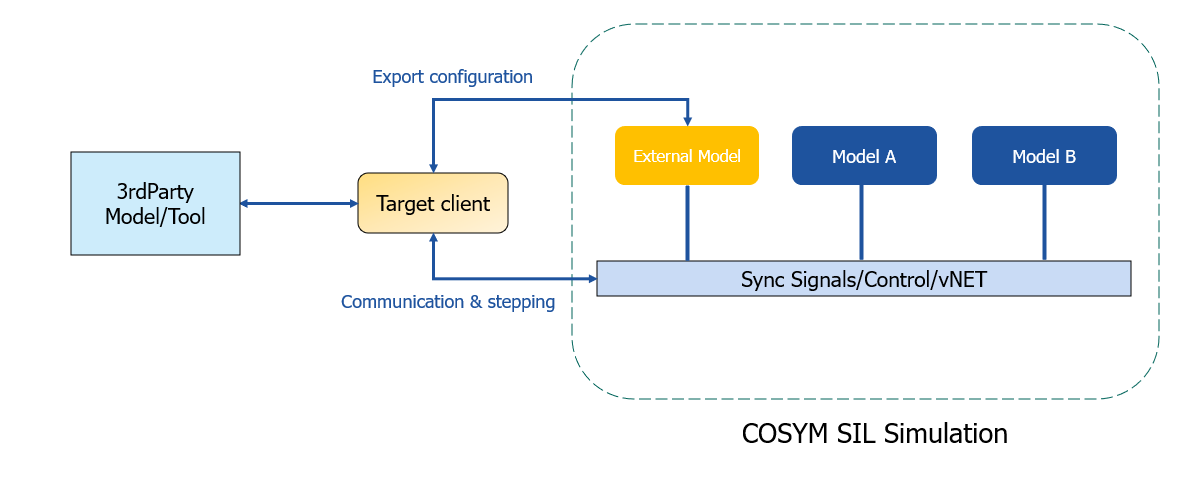 Export configuration
External Model
Model A
Model B
3rdParty
Model/Tool
Target client
Sync Signals/Control/vNET
Communication & stepping
COSYM SIL Simulation